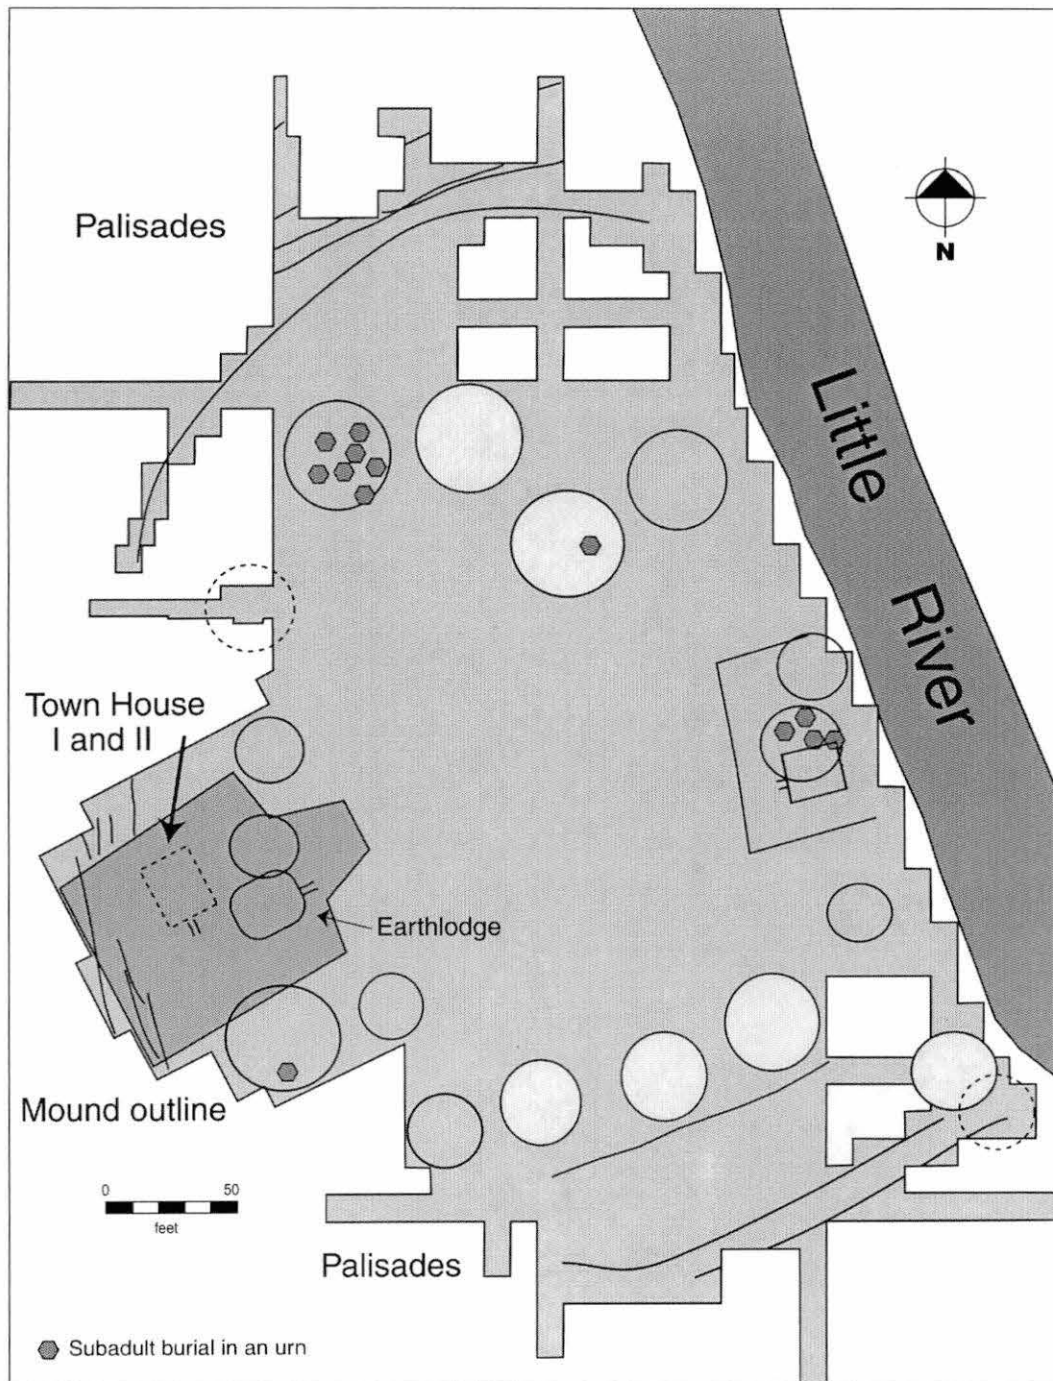 Palisades
N
Little
River
Town House
I and II
Earthlodge
Mound outline
0 50
feet
Palisades
Subadult burial in an urn